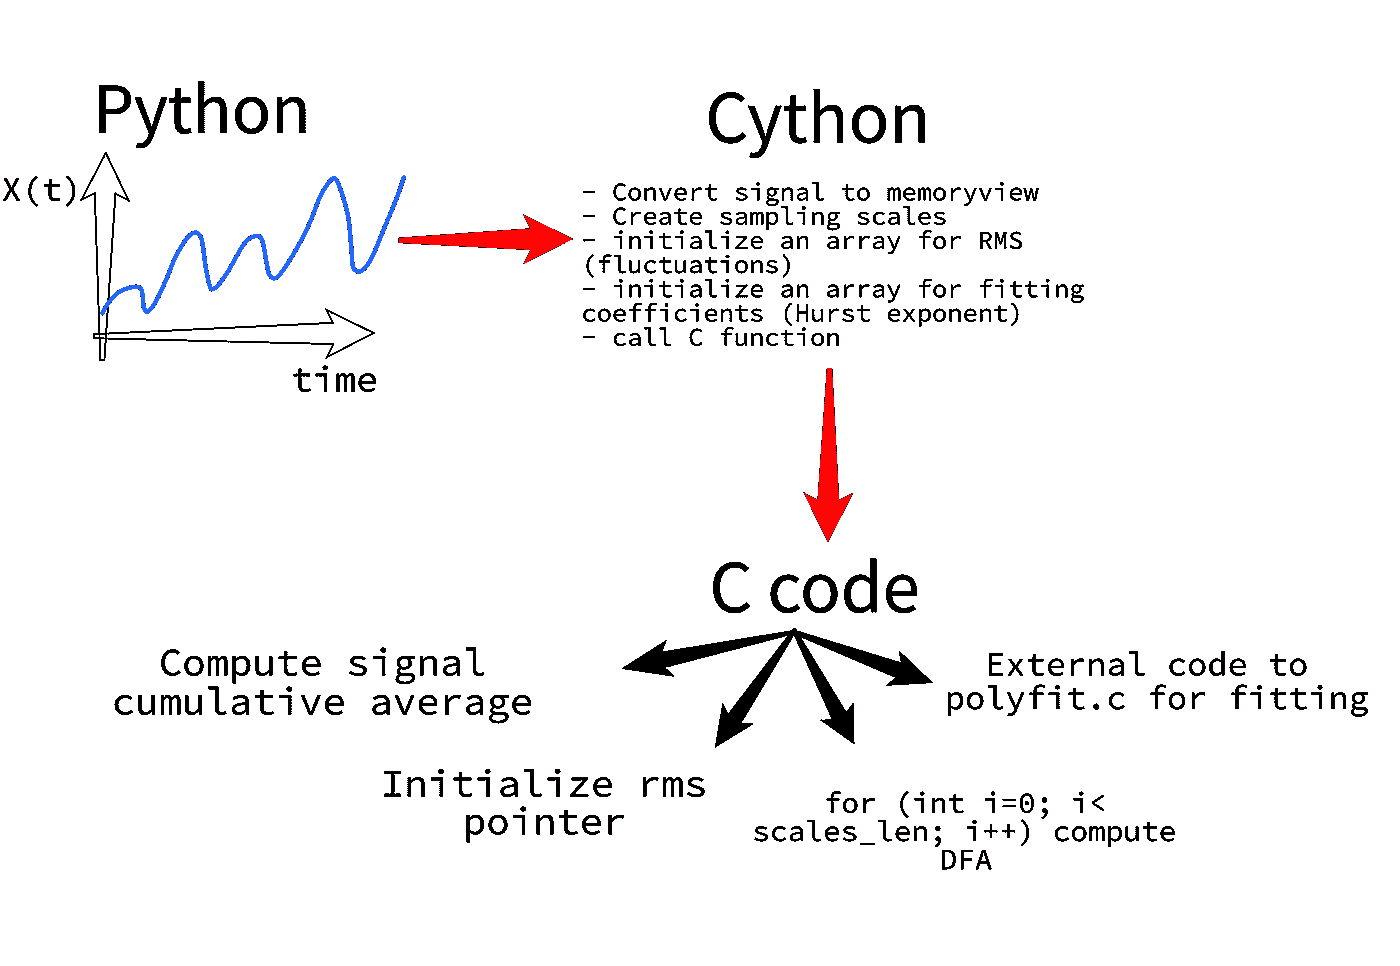 Python
X(t)
time
Cython
- Convert signal to memoryview
- Create sampling scales
- initialize an array for RMS
(fluctuations)
- initialize an array for fitting
coefficients (Hurst exponent)
- call C function
C code
Compute signal
cumulative average
Initialize rms
pointer
for (int i=0; i<
scales_len; i++) compute
DFA
External code to
polyfit.c for fitting